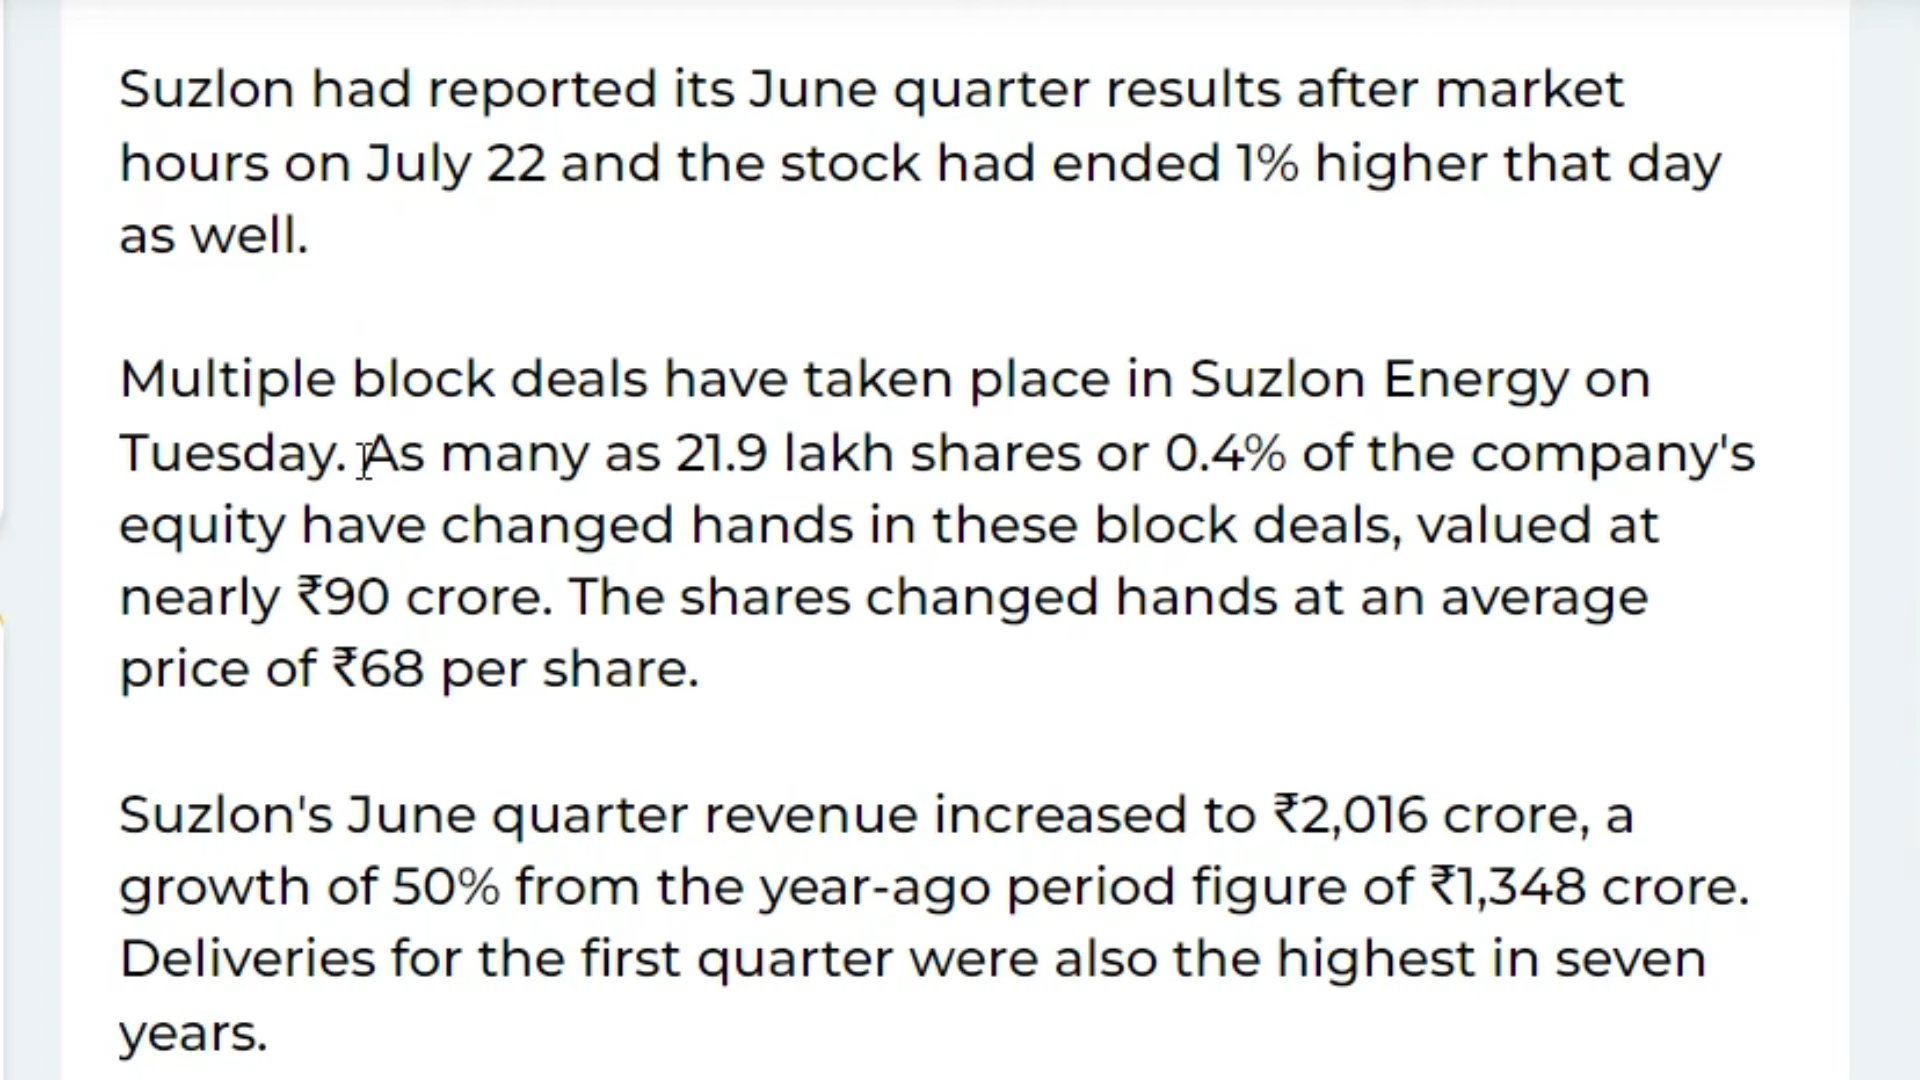 Suzlon had reported its June quarter results after market
hours on July 22 and the stock had ended 1% higher that day
as well.
Multiple block deals have taken place in Suzlon Energy on
Tuesday. As many as 21.9 lakh shares or 0.4% of the company's
equity have changed hands in these block deals, valued at
nearly ₹90 crore. The shares changed hands at an average
price of ₹68 per share.
Suzlon's June quarter revenue increased to ₹2,016 crore, a
growth of 50% from the year-ago period figure of ₹1,348 crore.
Deliveries for the first quarter were also the highest in seven
years.